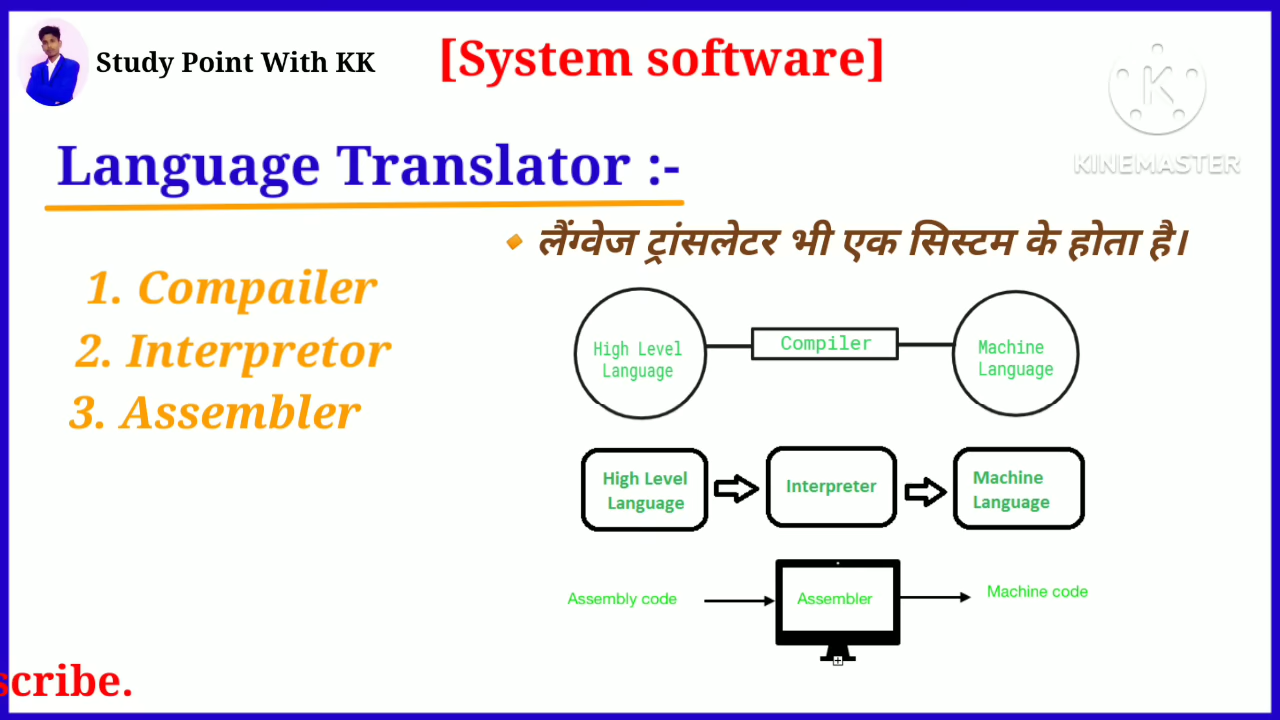 Study Point With KK
[System software]
KINEMASTER
Language Translator :-
🔸 लैंग्वेज ट्रांसलेटर भी एक सिस्टम के होता है।
1. Compailer
2. Interpretor
3. Assembler
High Level
Language
Compiler
Machine
Language
High Level
Language
Interpreter
Machine
Language
Assembly code
Assembler
Machine code
scribe.